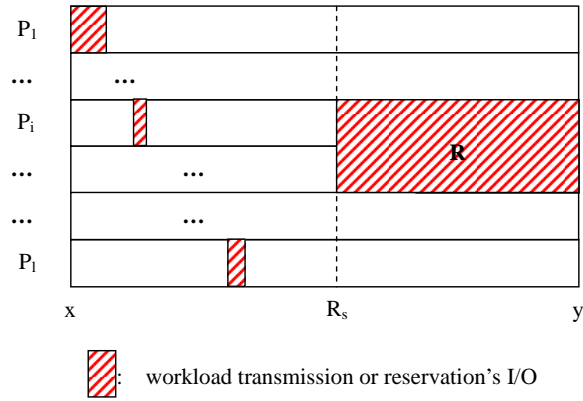 P₁
... ...
Pᵢ
R
... ...
... ...
Pₗ
x Rₛ y
: workload transmission or reservation's I/O